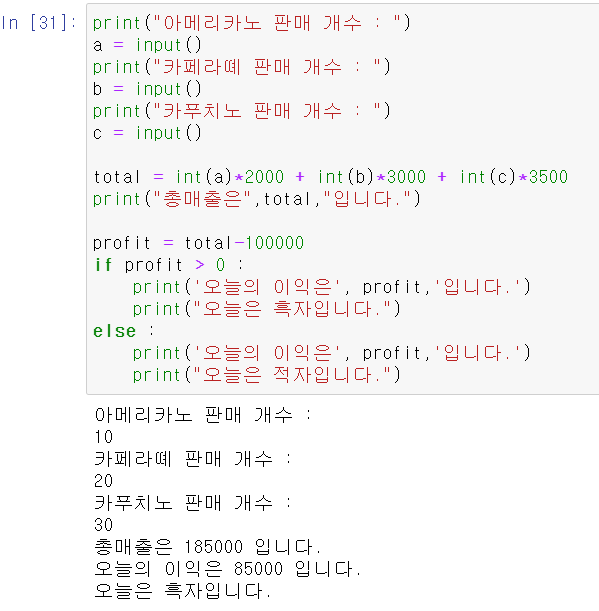 In [31]:
print("아메리카노 판매 개수 : ")
a = input()
print("카페라떼 판매 개수 : ")
b = input()
print("카푸치노 판매 개수 : ")
c = input()
total = int(a)*2000 + int(b)*3000 + int(c)*3500
print("총매출은",total,"입니다.")
profit = total-100000
if profit > 0 :
    print('오늘의 이익은', profit,'입니다.')
    print("오늘은 흑자입니다.")
else :
    print('오늘의 이익은', profit,'입니다.')
    print("오늘은 적자입니다.")
아메리카노 판매 개수 :
10
카페라떼 판매 개수 :
20
카푸치노 판매 개수 :
30
총매출은 185000 입니다.
오늘의 이익은 85000 입니다.
오늘은 흑자입니다.